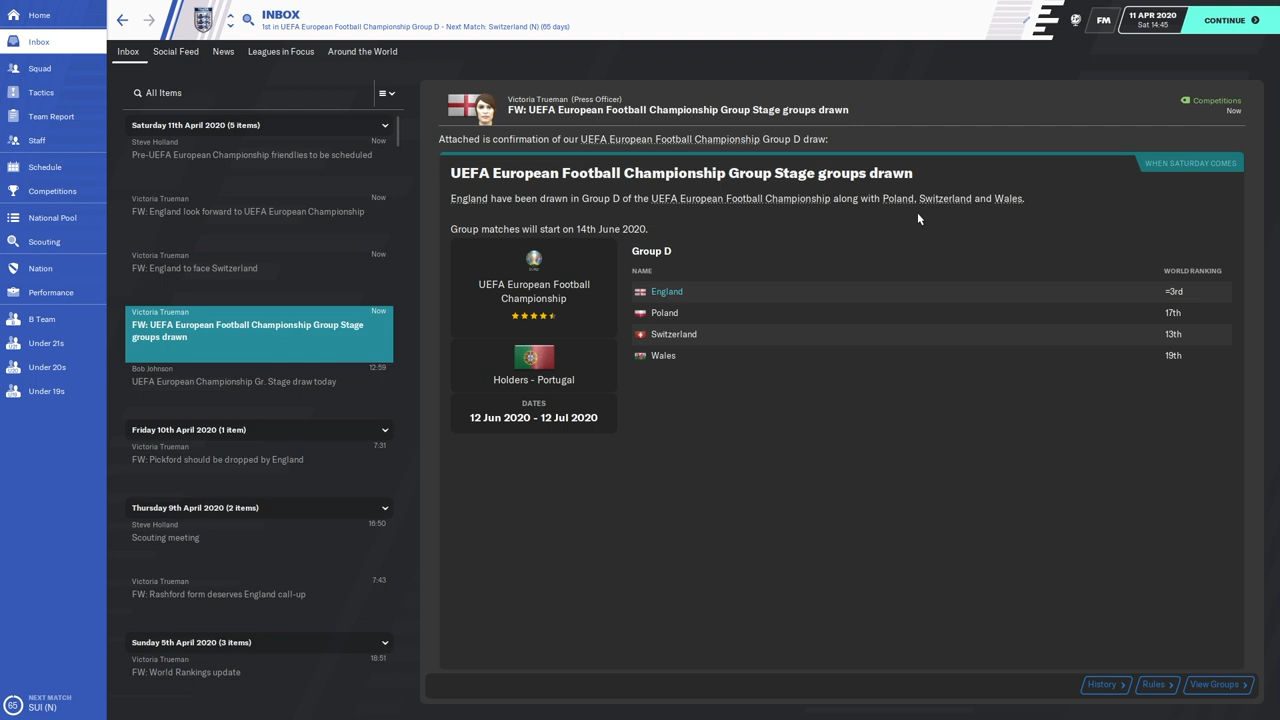 Home
Inbox
Squad
Tactics
Team Report
Staff
Schedule
Competitions
National Pool
Scouting
Nation
Performance
B Team
Under 21s
Under 20s
Under 19s
65
NEXT MATCH
SUI (N)
INBOX
1st in UEFA European Football Championship Group D - Next Match: Switzerland (N) (65 days)
FM
11 APR 2020
Sat 14:45
CONTINUE
Inbox Social Feed News Leagues in Focus Around the World
All Items
Saturday 11th April 2020 (5 items)
Steve Holland Now
Pre-UEFA European Championship friendlies to be scheduled
Victoria Trueman Now
FW: England look forward to UEFA European Championship
Victoria Trueman Now
FW: England to face Switzerland
Victoria Trueman Now
FW: UEFA European Football Championship Group Stage
groups drawn
Bob Johnson 12:59
UEFA European Championship Gr. Stage draw today
Friday 10th April 2020 (1 item)
Victoria Trueman 7:31
FW: Pickford should be dropped by England
Thursday 9th April 2020 (2 items)
Steve Holland 16:50
Scouting meeting
Victoria Trueman 7:43
FW: Rashford form deserves England call-up
Sunday 5th April 2020 (3 items)
Victoria Trueman 18:51
FW: World Rankings update
Victoria Trueman (Press Officer)
FW: UEFA European Football Championship Group Stage groups drawn
Competitions
Now
Attached is confirmation of our UEFA European Football Championship Group D draw:
WHEN SATURDAY COMES
UEFA European Football Championship Group Stage groups drawn
England have been drawn in Group D of the UEFA European Football Championship along with Poland, Switzerland and Wales.
Group matches will start on 14th June 2020.
UEFA European Football
Championship
Holders - Portugal
DATES
12 Jun 2020 - 12 Jul 2020
Group D
NAME WORLD RANKING
England =3rd
Poland 17th
Switzerland 13th
Wales 19th
History Rules View Groups